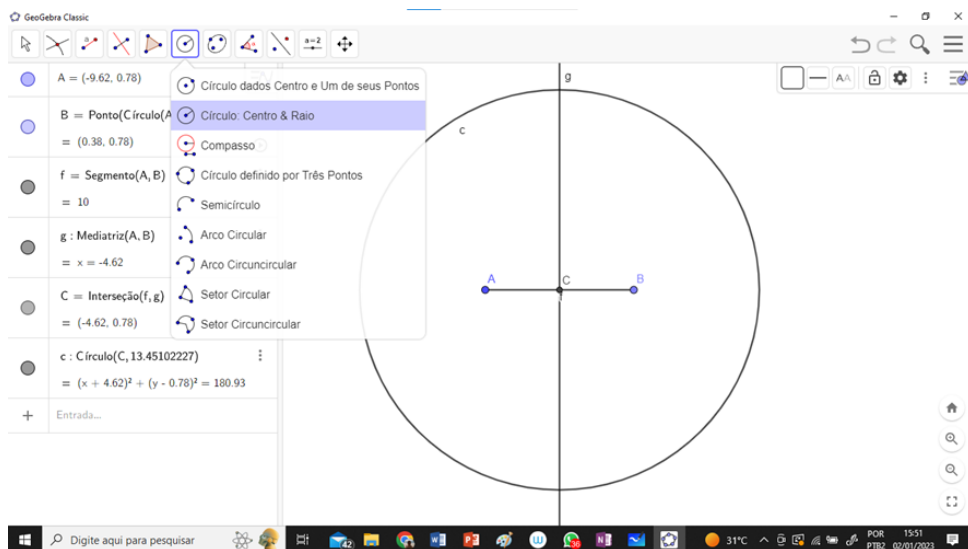 GeoGebra Classic
a=2
A = (-9.62, 0.78)
B = Ponto(Círculo(A
= (0.38, 0.78)
f = Segmento(A, B)
= 10
g : Mediatriz(A, B)
= x = -4.62
C = Interseção(f, g)
= (-4.62, 0.78)
c : Círculo(C, 13.45102227)
= (x + 4.62)² + (y - 0.78)² = 180.93
Entrada...
Círculo dados Centro e Um de seus Pontos
Círculo: Centro & Raio
Compasso
Círculo definido por Três Pontos
Semicírculo
Arco Circular
Arco Circuncircular
Setor Circular
Setor Circuncircular
g
AA
c
A
C
B
f
Digite aqui para pesquisar
42
31°C
POR
PTB2
15:51
02/01/2023